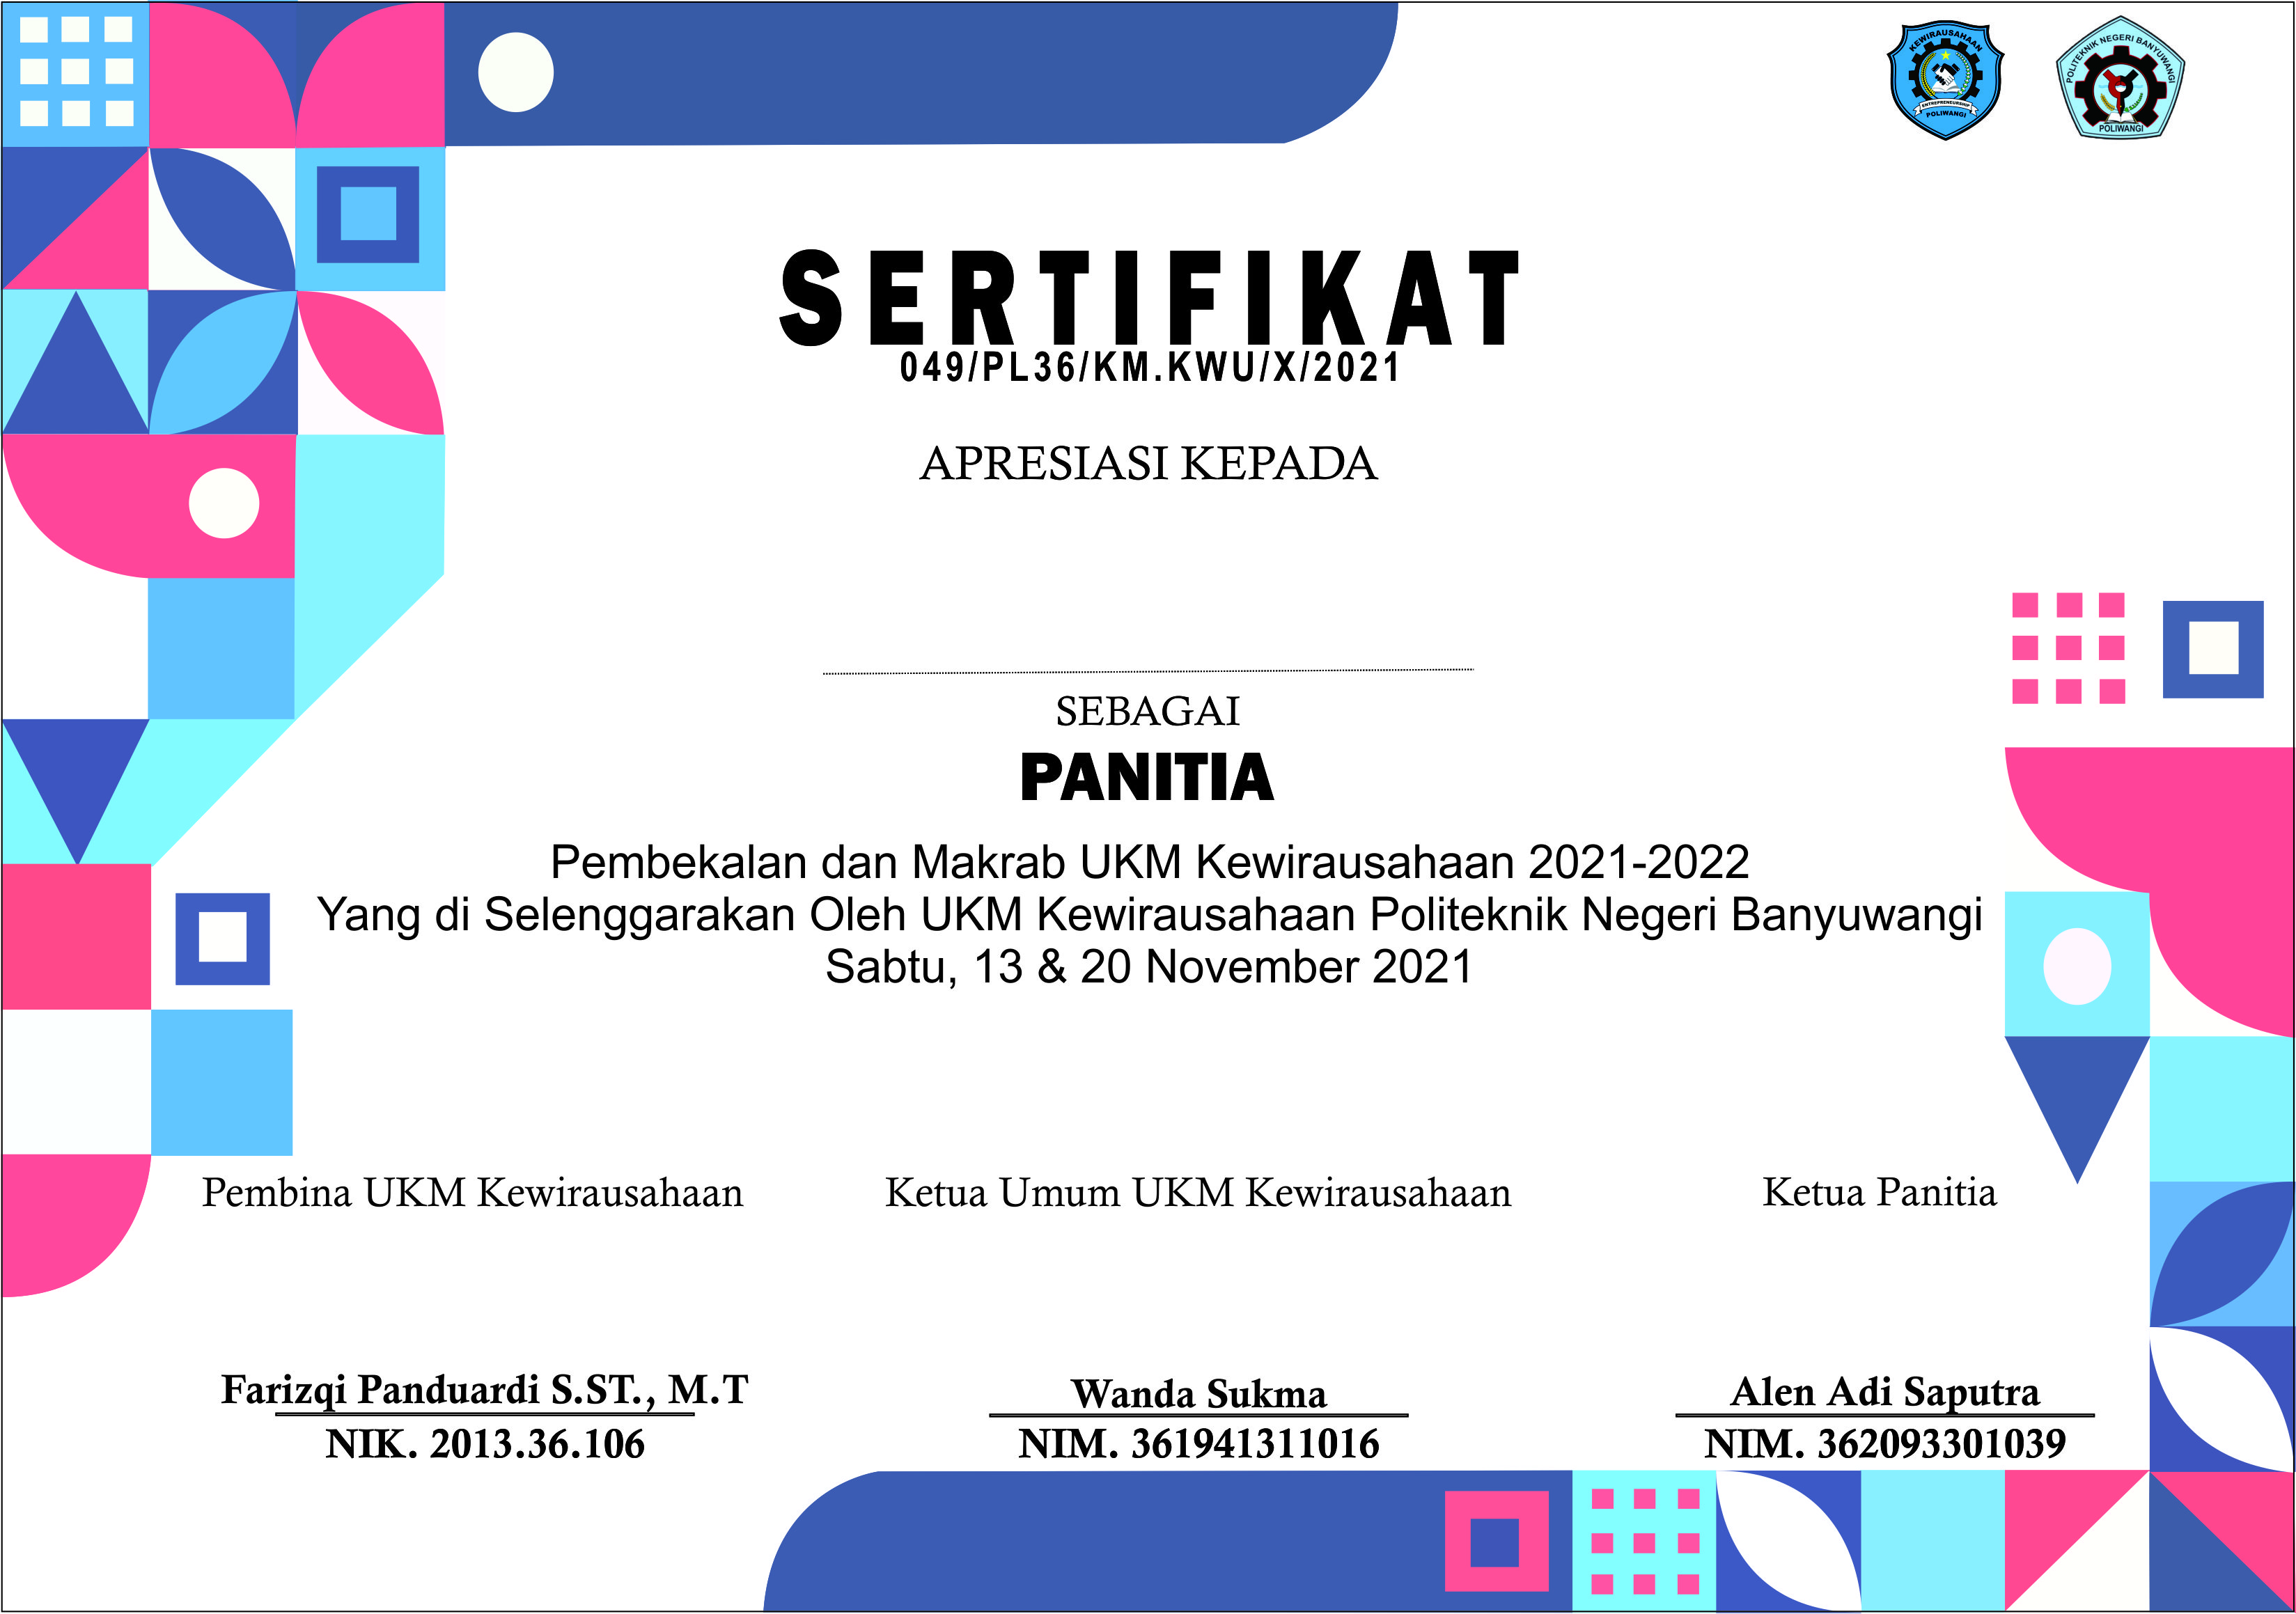 KEWIRAUSAHAAN
ENTREPRENEURSHIP
POLIWANGI
POLITEKNIK NEGERI BANYUWANGI
POLIWANGI
SERTIFIKAT
049/PL36/KM.KWU/X/2021
APRESIASI KEPADA
SEBAGAI
PANITIA
Pembekalan dan Makrab UKM Kewirausahaan 2021-2022
Yang di Selenggarakan Oleh UKM Kewirausahaan Politeknik Negeri Banyuwangi
Sabtu, 13 & 20 November 2021
Pembina UKM Kewirausahaan
Farizqi Panduardi S.ST., M.T
NIK. 2013.36.106
Ketua Umum UKM Kewirausahaan
Wanda Sukma
NIM. 361941311016
Ketua Panitia
Alen Adi Saputra
NIM. 362093301039